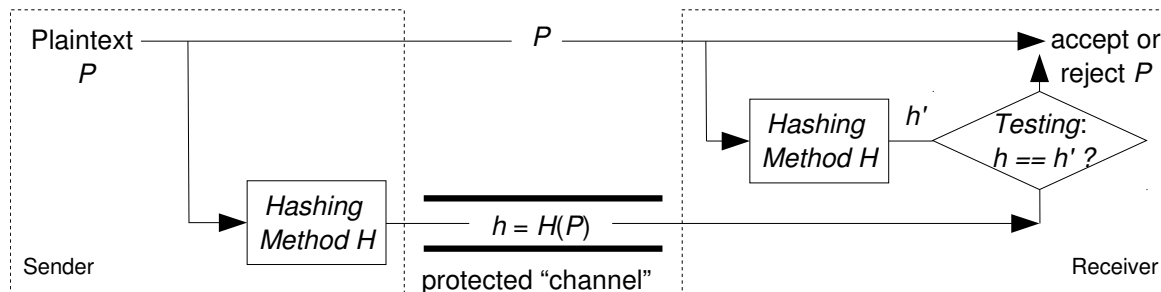 Plaintext
P
P
accept or
reject P
Hashing
Method H
h'
Testing:
h == h' ?
Hashing
Method H
h = H(P)
protected “channel”
Sender
Receiver